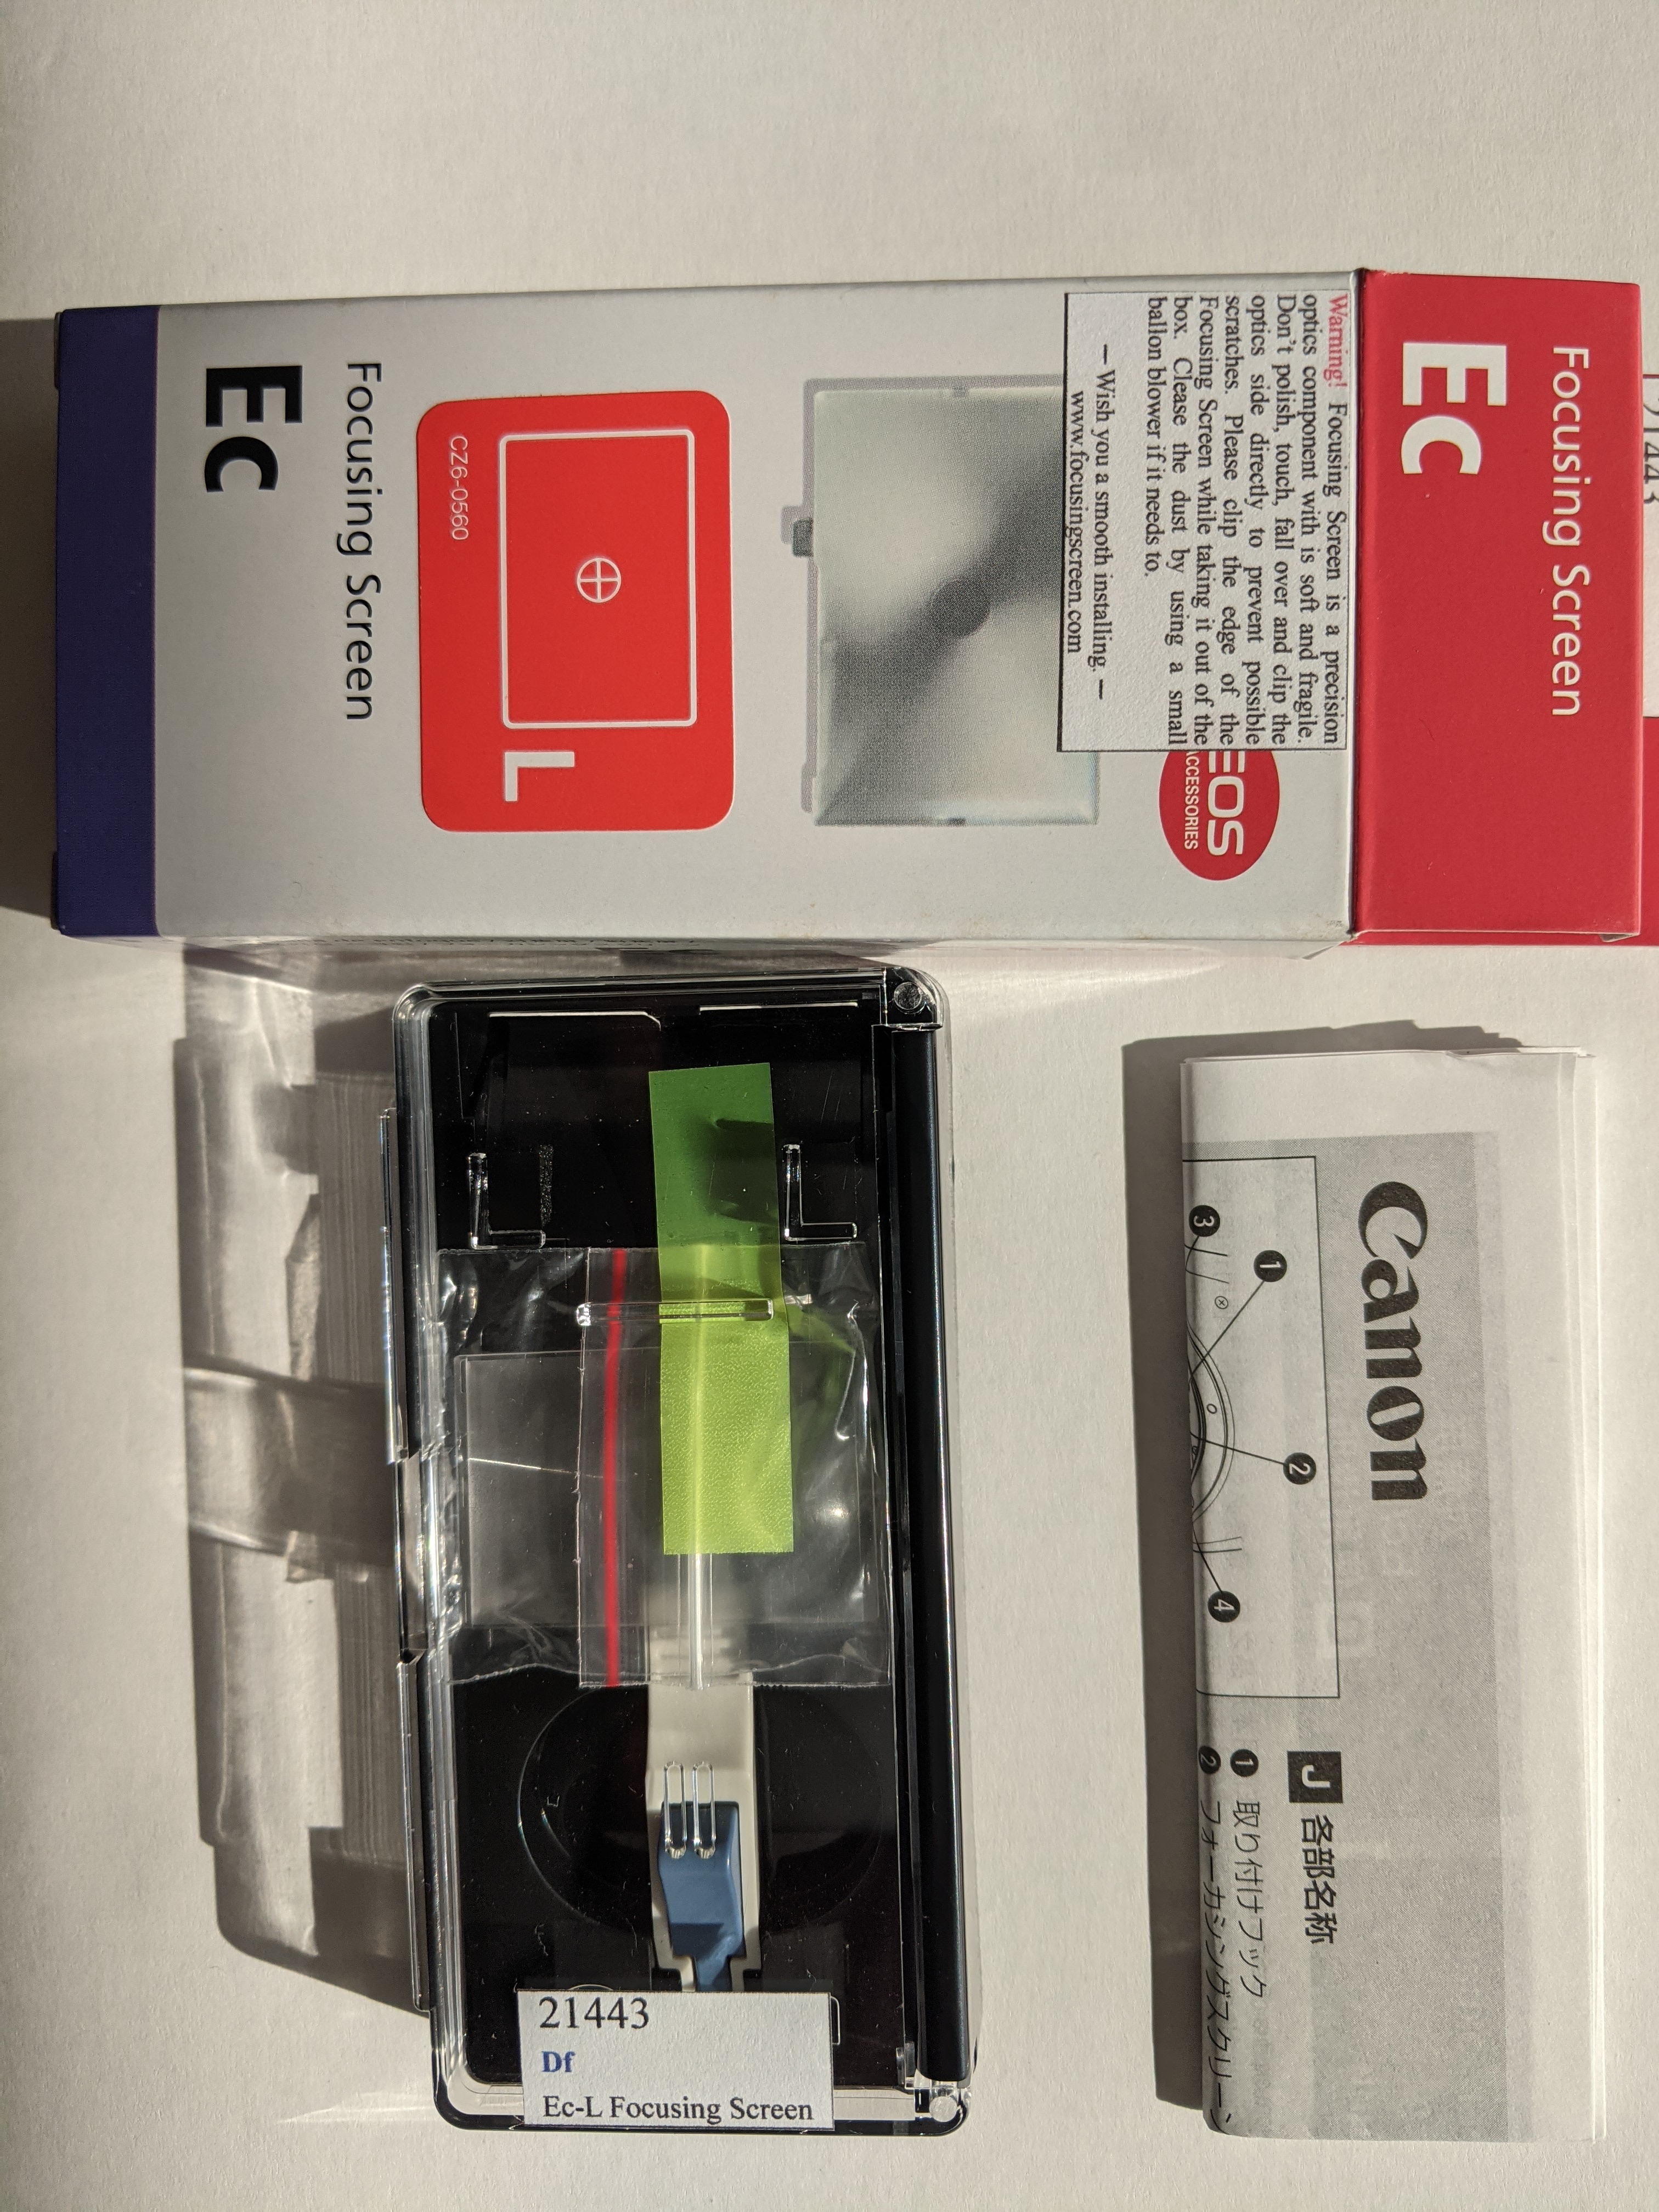 Focusing Screen
Ec
Warning! Focusing Screen is a precision
optics component with is soft and fragile.
Don't polish, touch, fall over and clip the
optics side directly to prevent possible
scratches. Please clip the edge of the
Focusing Screen while taking it out of the
box. Clease the dust by using a small
ballon blower if it needs to.
— Wish you a smooth installing. —
www.focusingscreen.com
EOS
ACCESSORIES
L
CZ6-0560
Focusing Screen
Ec
Canon
1
2
3
4
J 各部名称
1 取り付けフック
2 フォーカシングスクリーン
21443
Df
Ec-L Focusing Screen